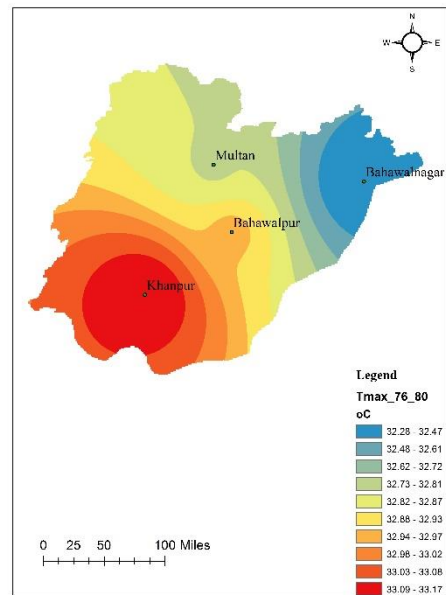 N
W E
S
Multan
Bahawalnagar
Bahawalpur
Khanpur
Legend
Tmax_76_80
oC
32.28 - 32.47
32.48 - 32.61
32.62 - 32.72
32.73 - 32.81
32.82 - 32.87
32.88 - 32.93
32.94 - 32.97
32.98 - 33.02
33.03 - 33.08
33.09 - 33.17
0 25 50 100 Miles